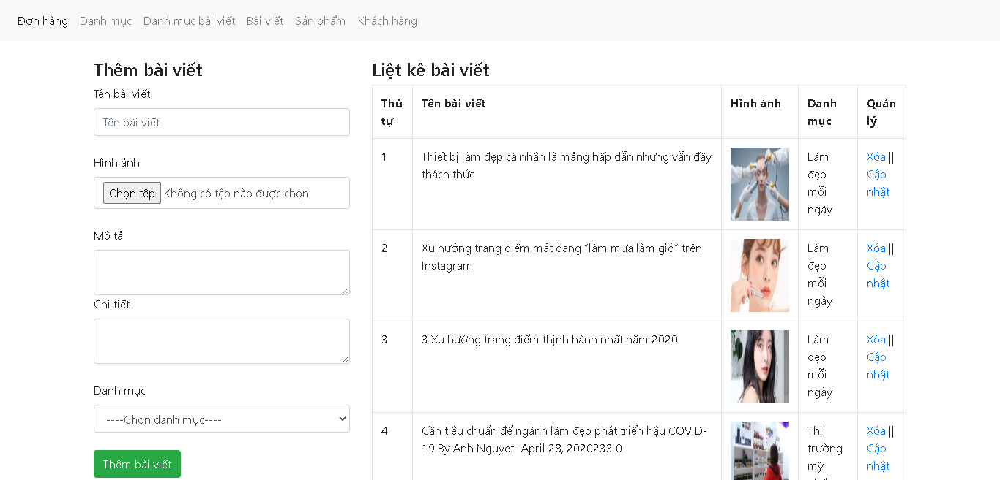 Đơn hàng Danh mục Danh mục bài viết Bài viết Sản phẩm Khách hàng
Thêm bài viết
Tên bài viết
Tên bài viết
Hình ảnh
Chọn tệp Không có tệp nào được chọn
Mô tả
Chi tiết
Danh mục
----Chọn danh mục----
Thêm bài viết
Liệt kê bài viết
Thứ
tự
Tên bài viết
Hình ảnh
Danh
mục
Quản
lý
1
Thiết bị làm đẹp cá nhân là mảng hấp dẫn nhưng vẫn đầy
thách thức
Làm
đẹp
mỗi
ngày
Xóa ||
Cập
nhật
2
Xu hướng trang điểm mắt đang “làm mưa làm gió” trên
Instagram
Làm
đẹp
mỗi
ngày
Xóa ||
Cập
nhật
3
3 Xu hướng trang điểm thịnh hành nhất năm 2020
Làm
đẹp
mỗi
ngày
Xóa ||
Cập
nhật
4
Cần tiêu chuẩn để ngành làm đẹp phát triển hậu COVID-
19 By Anh Nguyet -April 28, 2020233 0
Thị
trường
mỹ
Xóa ||
Cập
nhật